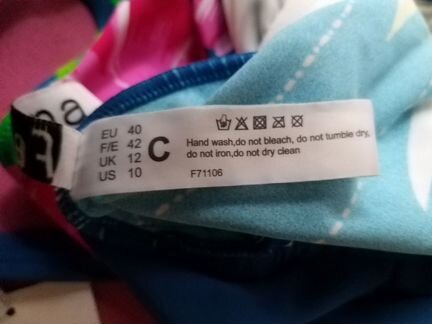 EU 40
F/E 42
UK 12
US 10
C
Hand wash,do not bleach, do not tumble dry,
do not iron,do not dry clean
F71106